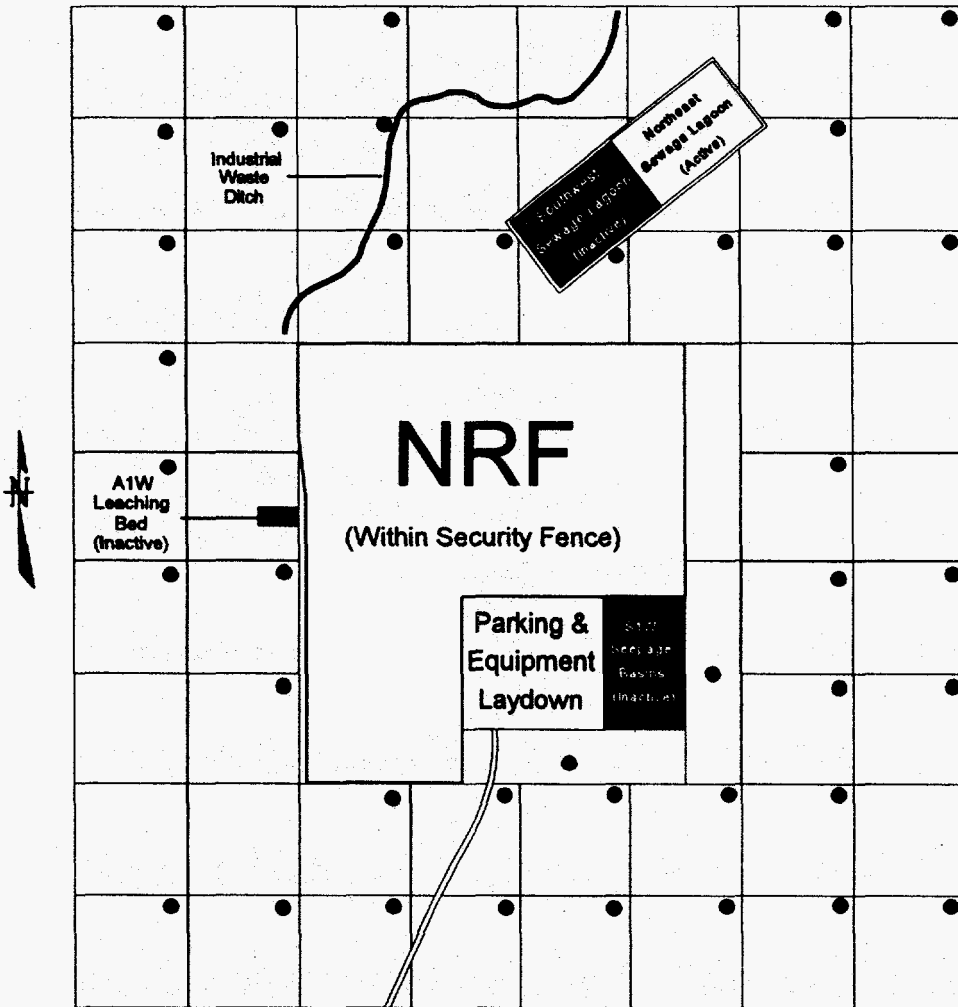 Northeast
Sewage Lagoon
(Active)
Southwest
Sewage Lagoon
(Inactive)
Industrial
Waste
Ditch
NRF
(Within Security Fence)
A1W
Leaching
Bed
(Inactive)
N
Parking &
Equipment
Laydown
Seepage
Basins
(Inactive)